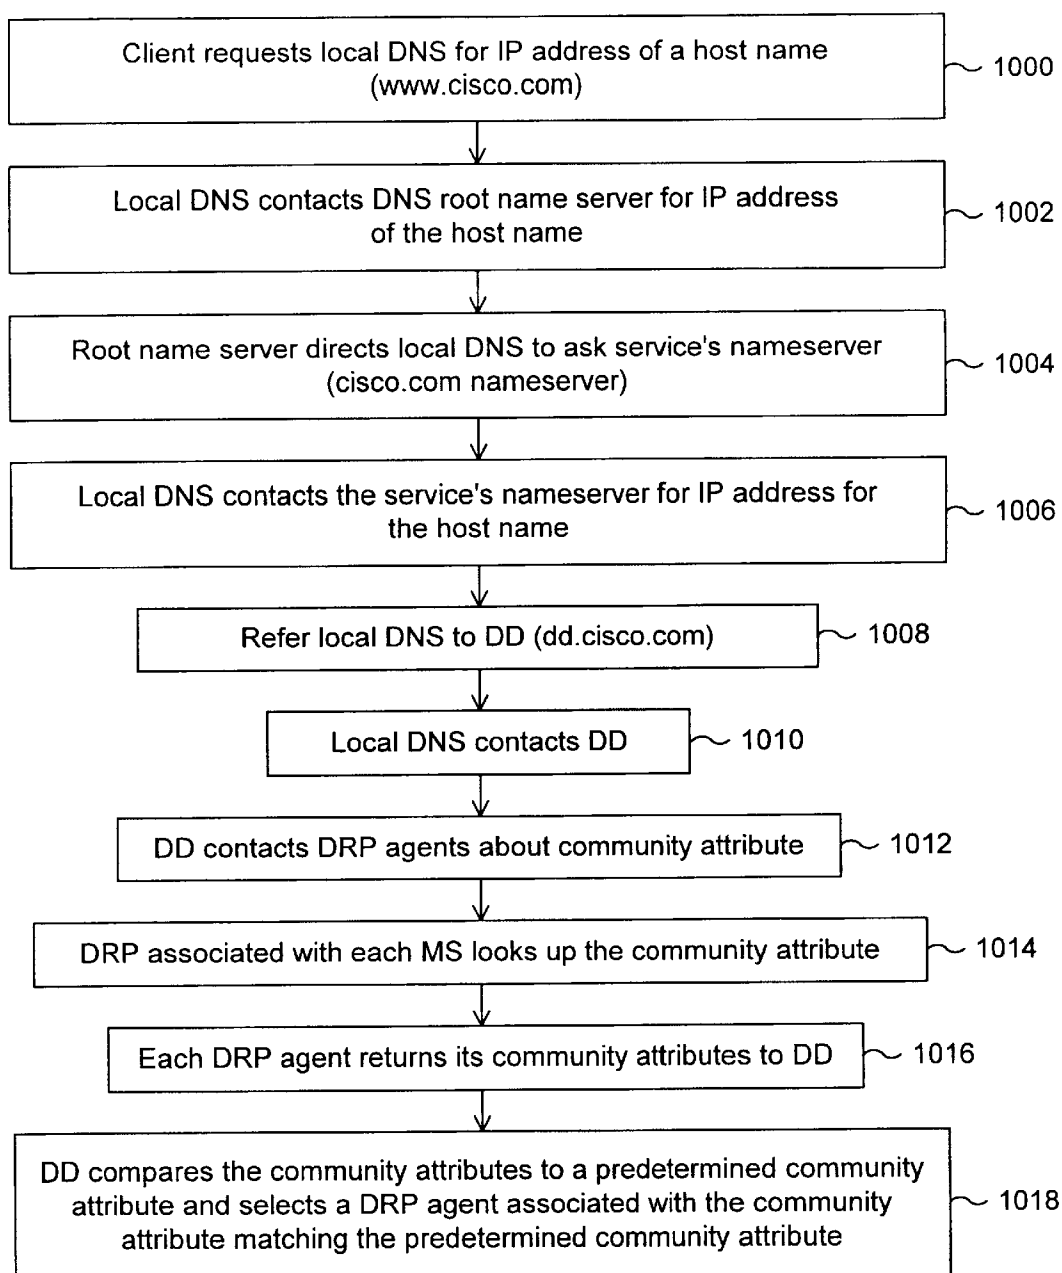 Client requests local DNS for IP address of a host name
(www.cisco.com)
1000
Local DNS contacts DNS root name server for IP address
of the host name
1002
Root name server directs local DNS to ask service's nameserver
(cisco.com nameserver)
1004
Local DNS contacts the service's nameserver for IP address for
the host name
1006
Refer local DNS to DD (dd.cisco.com)
1008
Local DNS contacts DD
1010
DD contacts DRP agents about community attribute
1012
DRP associated with each MS looks up the community attribute
1014
Each DRP agent returns its community attributes to DD
1016
DD compares the community attributes to a predetermined community
attribute and selects a DRP agent associated with the community
attribute matching the predetermined community attribute
1018